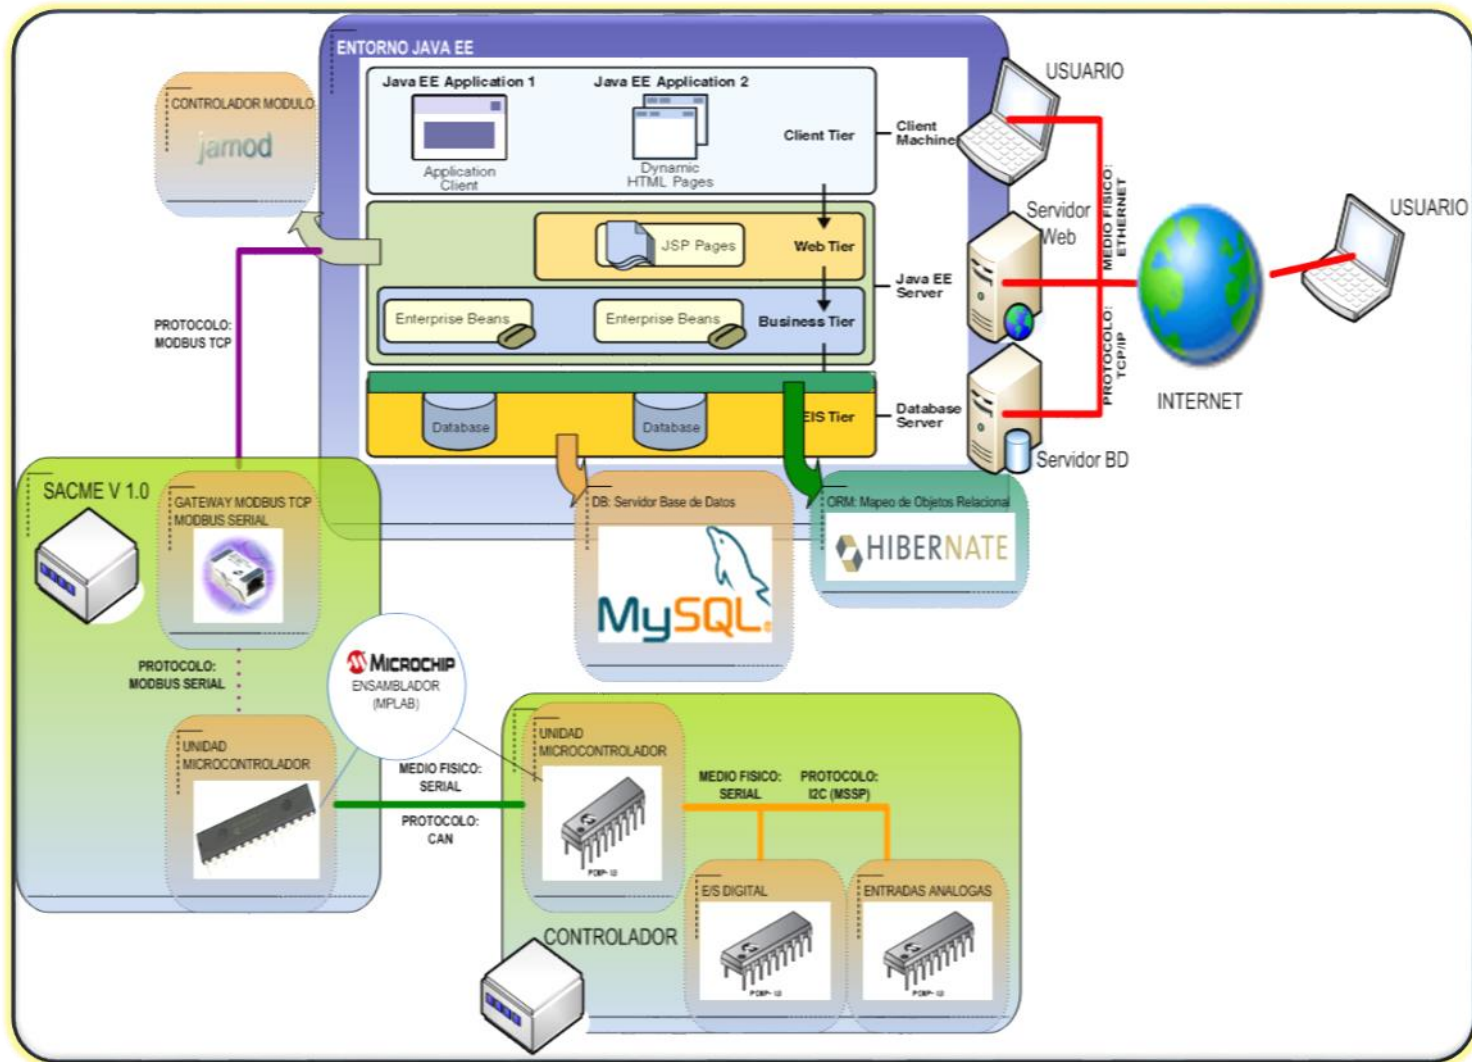 ENTORNO JAVA EE
Java EE Application 1
Java EE Application 2
Application
Client
Dynamic
HTML Pages
Client Tier
Client
Machine
JSP Pages
Web Tier
Java EE
Server
Enterprise Beans
Enterprise Beans
Business Tier
Database
Database
EIS Tier
Database
Server
CONTROLADOR MODULO
jamod
PROTOCOLO:
MODBUS TCP
USUARIO
Servidor
Web
Servidor BD
MEDIO FISICO:
ETHERNET
PROTOCOLO:
TCP/IP
INTERNET
USUARIO
SACME V 1.0
GATEWAY MODBUS TCP
MODBUS SERIAL
PROTOCOLO:
MODBUS SERIAL
UNIDAD
MICROCONTROLADOR
MICROCHIP
ENSAMBLADOR
(MPLAB)
DB: Servidor Base de Datos
MySQL
ORM: Mapeo de Objetos Relacional
HIBERNATE
MEDIO FISICO:
SERIAL
PROTOCOLO:
CAN
UNIDAD
MICROCONTROLADOR
MEDIO FISICO:
SERIAL
PROTOCOLO:
I2C (MSSP)
E/S DIGITAL
ENTRADAS ANALOGAS
CONTROLADOR